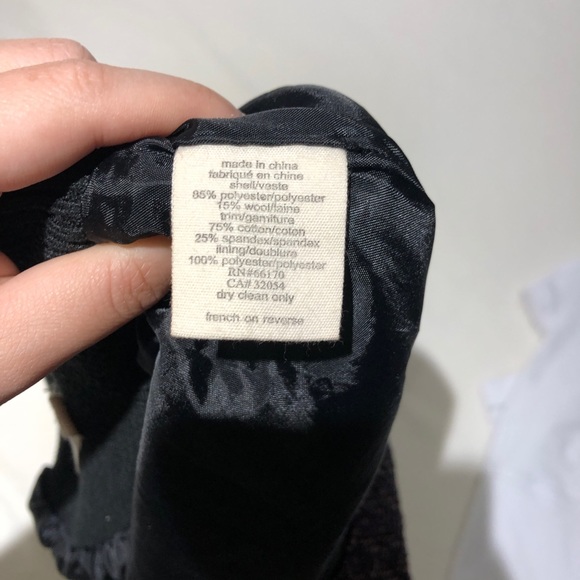 made in china
fabriqué en chine
shell/veste
85% polyester/polyester
15% wool/laine
trim/garniture
75% cotton/coton
25% spandex/spandex
lining/doublure
100% polyester/polyester
RN#66170
CA# 32054
dry clean only
french on reverse